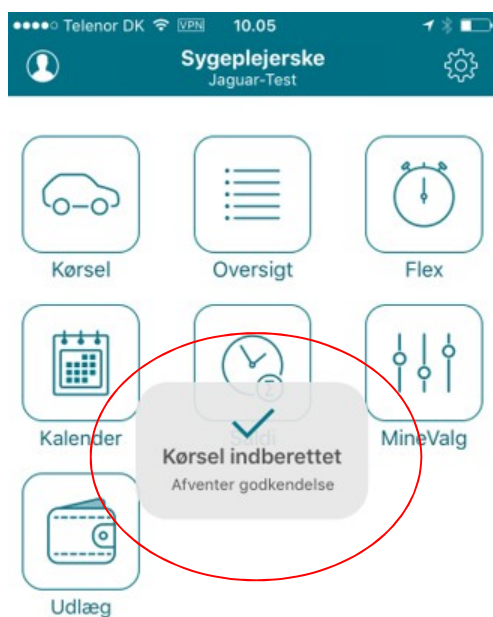 Telenor DK VPN 10.05
Sygeplejerske
Jaguar-Test
Kørsel Oversigt Flex
Σ
Kalender Saldi MineValg
Kørsel indberettet
Afventer godkendelse
Udlæg